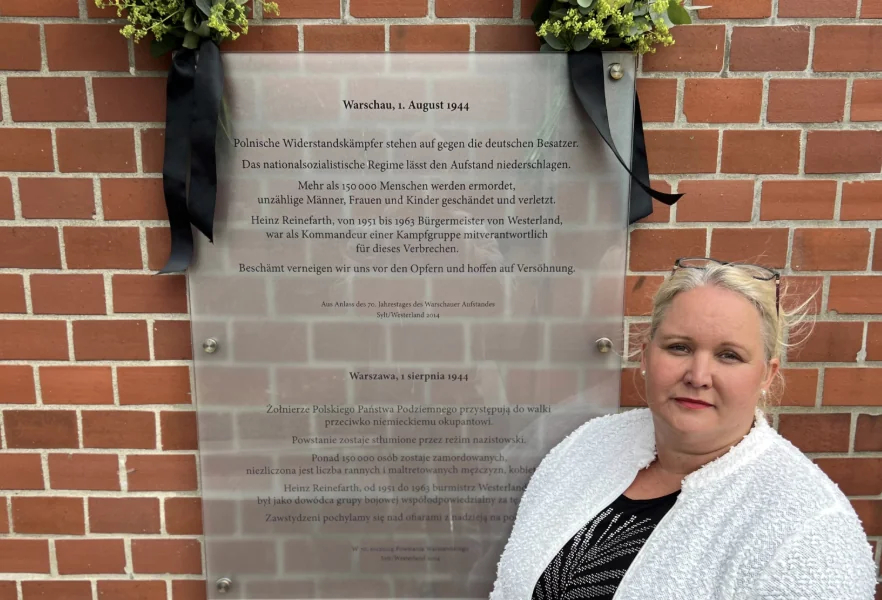 Warschau, 1. August 1944
Polnische Widerstandskämpfer stehen auf gegen die deutschen Besatzer.
Das nationalsozialistische Regime lässt den Aufstand niederschlagen.
Mehr als 150 000 Menschen werden ermordet,
unzählige Männer, Frauen und Kinder geschändet und verletzt.
Heinz Reinefarth, von 1951 bis 1963 Bürgermeister von Westerland,
war als Kommandeur einer Kampfgruppe mitverantwortlich
für dieses Verbrechen.
Beschämt verneigen wir uns vor den Opfern und hoffen auf Versöhnung.
Aus Anlass des 70. Jahrestages des Warschauer Aufstandes
Sylt/Westerland 2014
Warszawa, 1 sierpnia 1944
Żołnierze Polskiego Państwa Podziemnego przystępują do walki
przeciwko niemieckiemu okupantowi.
Powstanie zostaje stłumione przez reżim nazistowski.
Ponad 150 000 osób zostaje zamordowanych,
niezliczona jest liczba rannych i maltretowanych mężczyzn,
Heinz Reinefarth, od 1951 do 1963 burmistrz
był jako dowódca grupy bojowej współodpowiedzialny za
Zawstydzeni pochylamy się nad ofiarami z nadzieją na
Sylt/Westerland 2014